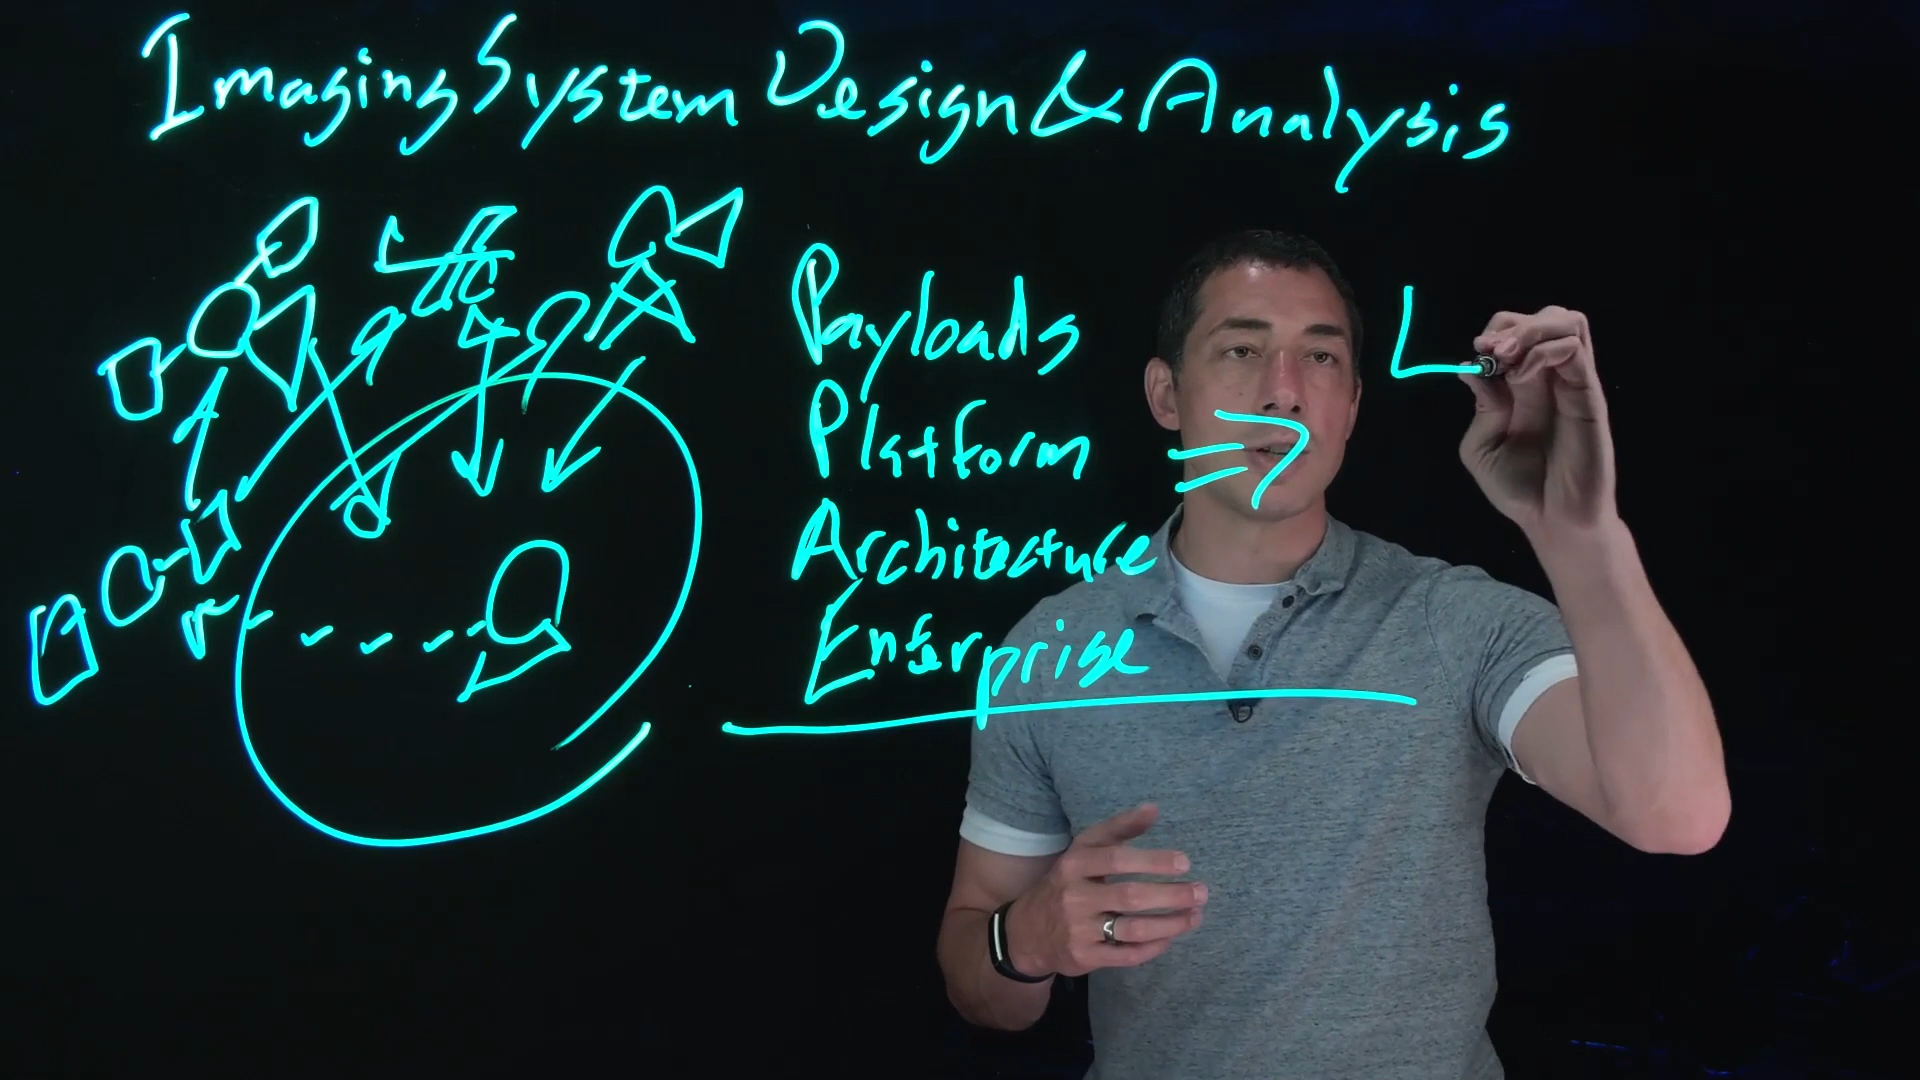 Imaging System Design & Analysis
Payloads
Platform
Architecture
Enterprise